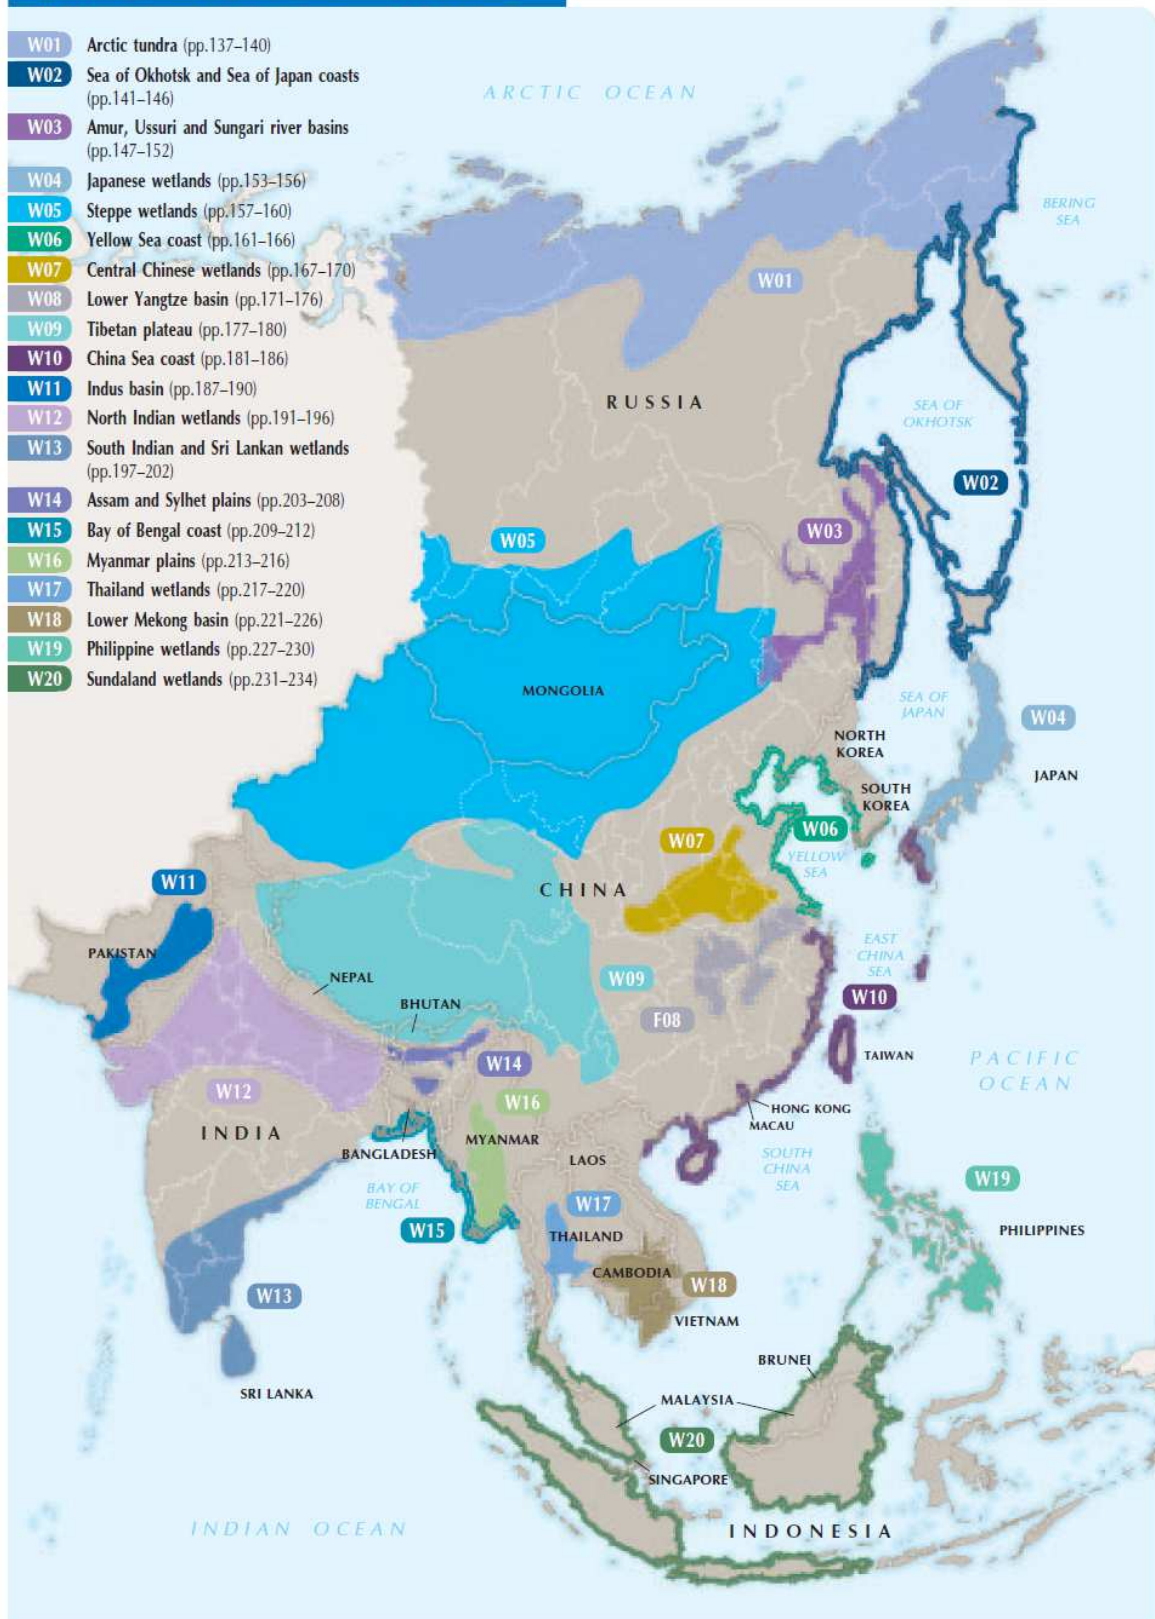 W01 Arctic tundra (pp.137–140)
W02 Sea of Okhotsk and Sea of Japan coasts
(pp.141–146)
W03 Amur, Ussuri and Sungari river basins
(pp.147–152)
W04 Japanese wetlands (pp.153–156)
W05 Steppe wetlands (pp.157–160)
W06 Yellow Sea coast (pp.161–166)
W07 Central Chinese wetlands (pp.167–170)
W08 Lower Yangtze basin (pp.171–176)
W09 Tibetan plateau (pp.177–180)
W10 China Sea coast (pp.181–186)
W11 Indus basin (pp.187–190)
W12 North Indian wetlands (pp.191–196)
W13 South Indian and Sri Lankan wetlands
(pp.197–202)
W14 Assam and Sylhet plains (pp.203–208)
W15 Bay of Bengal coast (pp.209–212)
W16 Myanmar plains (pp.213–216)
W17 Thailand wetlands (pp.217–220)
W18 Lower Mekong basin (pp.221–226)
W19 Philippine wetlands (pp.227–230)
W20 Sundaland wetlands (pp.231–234)
ARCTIC OCEAN
BERING
SEA
W01
RUSSIA
SEA OF
OKHOTSK
W02
W03
W05
MONGOLIA
SEA OF
JAPAN
W04
NORTH
KOREA
JAPAN
SOUTH
KOREA
W06
W07
YELLOW
SEA
W11
CHINA
PAKISTAN
EAST
CHINA
SEA
NEPAL
W09
BHUTAN
W10
F08
TAIWAN
PACIFIC
OCEAN
W14
W12
W16
HONG KONG
MACAU
INDIA
MYANMAR
BANGLADESH
LAOS
SOUTH
CHINA
SEA
W19
BAY OF
BENGAL
W17
W15
THAILAND
PHILIPPINES
CAMBODIA
W18
W13
VIETNAM
BRUNEI
SRI LANKA
MALAYSIA
W20
SINGAPORE
INDIAN OCEAN
INDONESIA